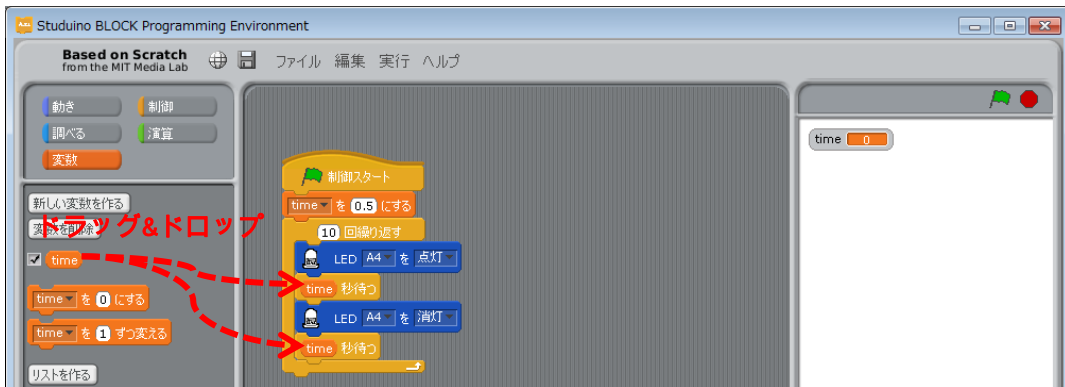 Studuino BLOCK Programming Environment
Based on Scratch
from the MIT Media Lab
ファイル 編集 実行 ヘルプ
動き 制御
調べる 演算
変数
新しい変数を作る
ドラッグ&ドロップ
変数を削除
time
time を 0 にする
time を 1 ずつ変える
リストを作る
制御スタート
time を 0.5 にする
10 回繰り返す
LED A4 を 点灯
time 秒待つ
LED A4 を 消灯
time 秒待つ
time 0